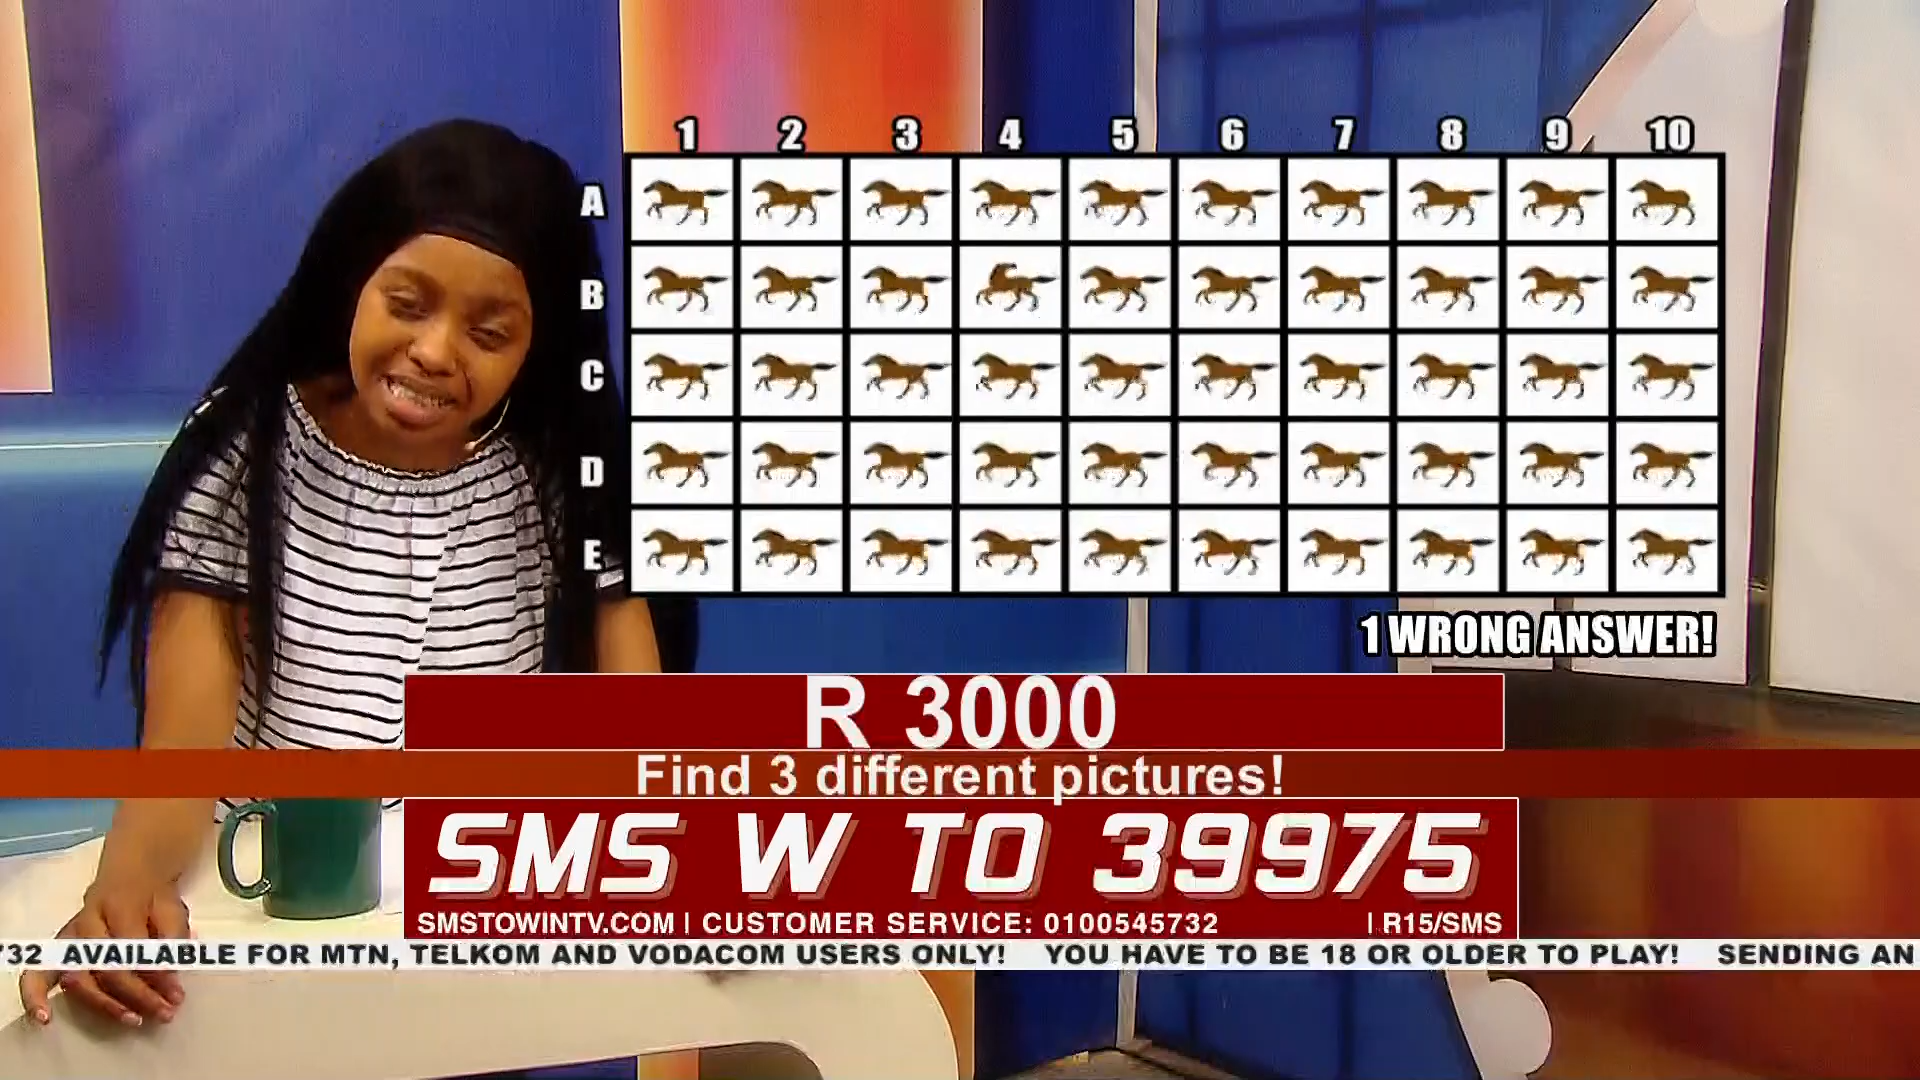 1 2 3 4 5 6 7 8 9 10
A
B
C
D
E
1 WRONG ANSWER!
R 3000
Find 3 different pictures!
SMS W TO 39975
SMSTOWINTV.COM | CUSTOMER SERVICE: 0100545732 | R15/SMS
732 AVAILABLE FOR MTN, TELKOM AND VODACOM USERS ONLY! YOU HAVE TO BE 18 OR OLDER TO PLAY! SENDING AN